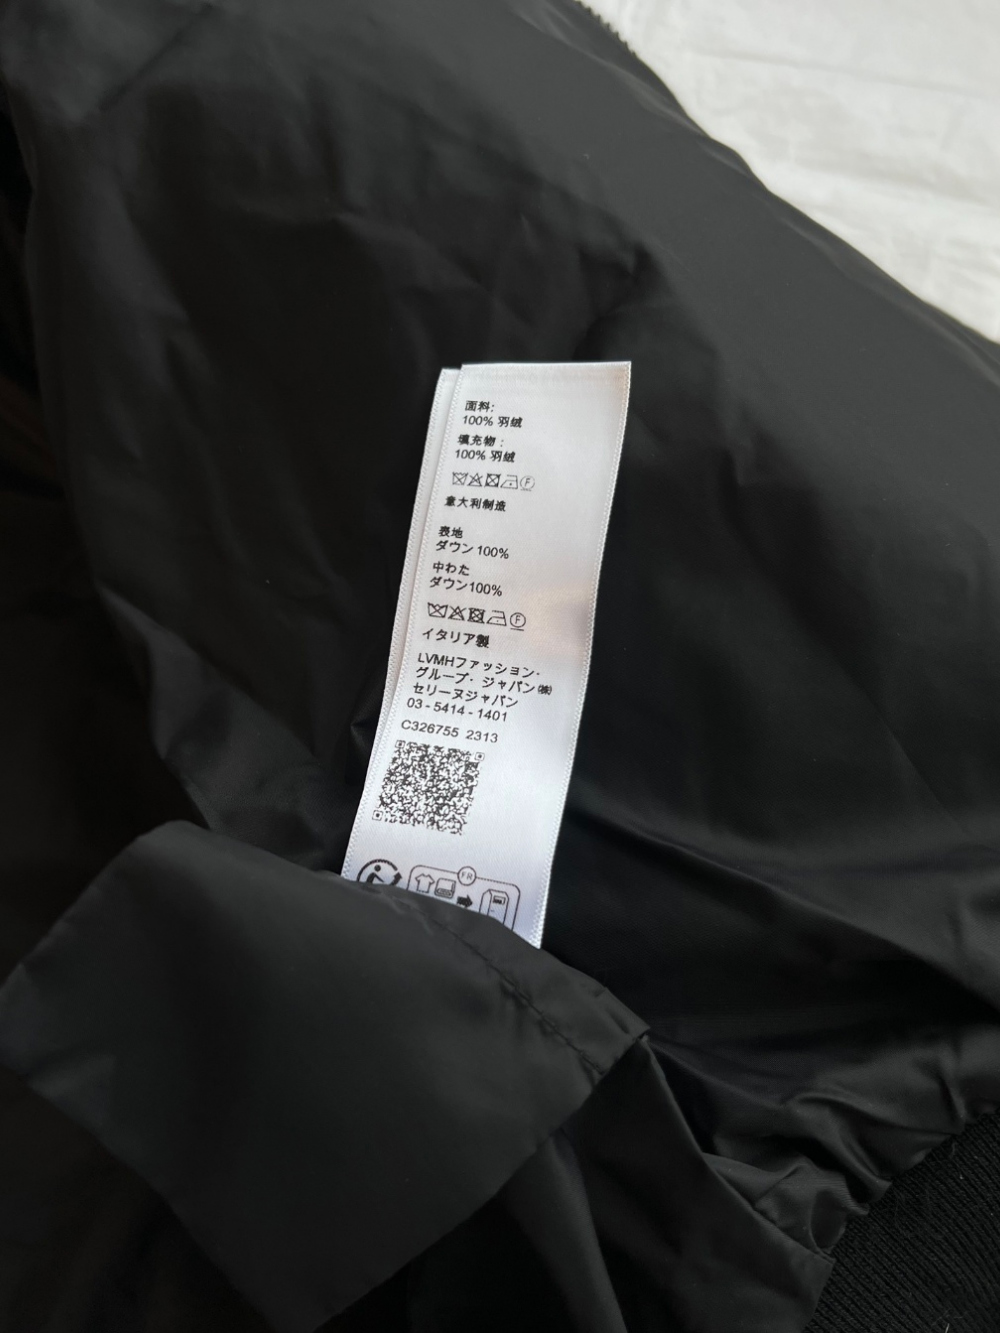 面料:
100% 羽绒
填充物:
100% 羽绒
F
意大利制造
表地
ダウン 100%
中わた
ダウン100%
F
イタリア製
LVMHファッション・
グループ・ジャパン㈱
セリーヌジャパン
03 - 5414 - 1401
C326755 2313
FR